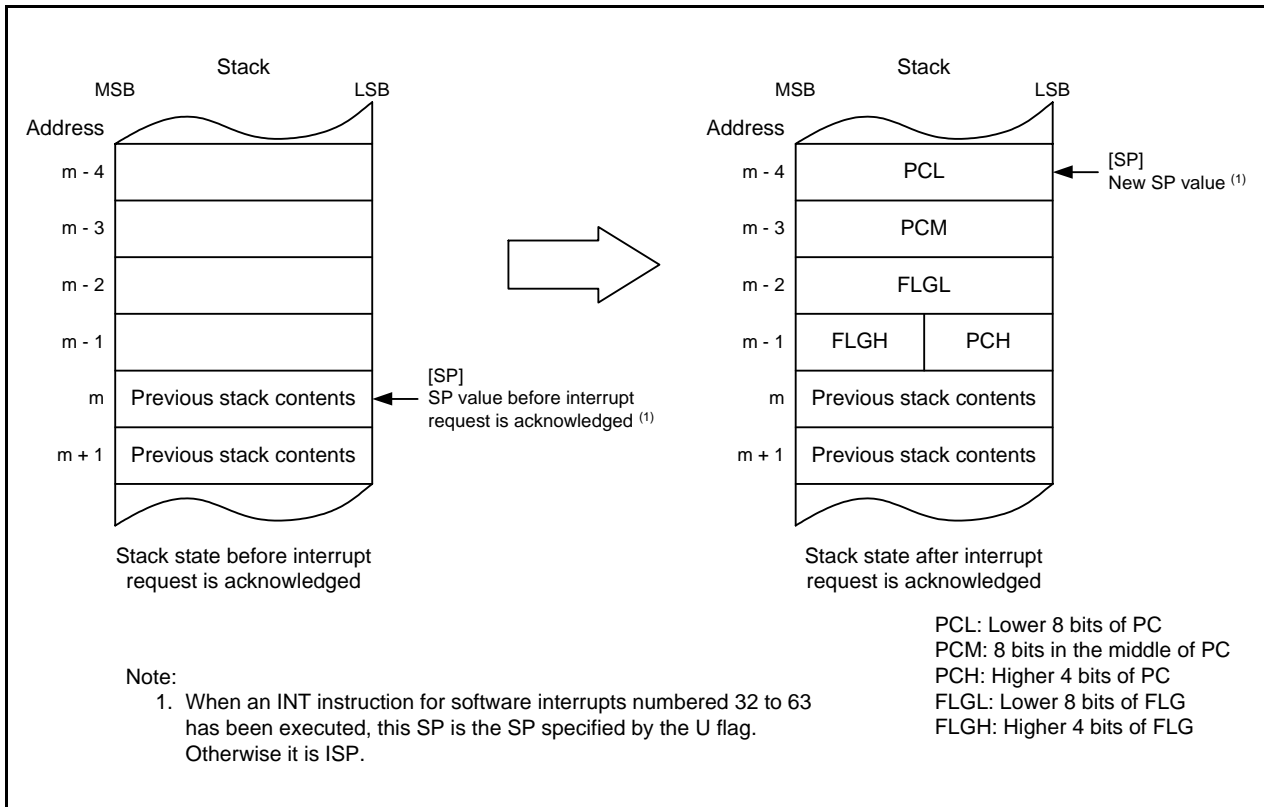 Stack
MSB LSB
Address
m - 4
m - 3
m - 2
m - 1
m Previous stack contents
m + 1 Previous stack contents
[SP]
SP value before interrupt
request is acknowledged (1)
Stack state before interrupt
request is acknowledged
Stack
MSB LSB
Address
m - 4 PCL
m - 3 PCM
m - 2 FLGL
m - 1 FLGH PCH
m Previous stack contents
m + 1 Previous stack contents
[SP]
New SP value (1)
Stack state after interrupt
request is acknowledged
PCL: Lower 8 bits of PC
PCM: 8 bits in the middle of PC
PCH: Higher 4 bits of PC
FLGL: Lower 8 bits of FLG
FLGH: Higher 4 bits of FLG
Note:
1. When an INT instruction for software interrupts numbered 32 to 63
has been executed, this SP is the SP specified by the U flag.
Otherwise it is ISP.